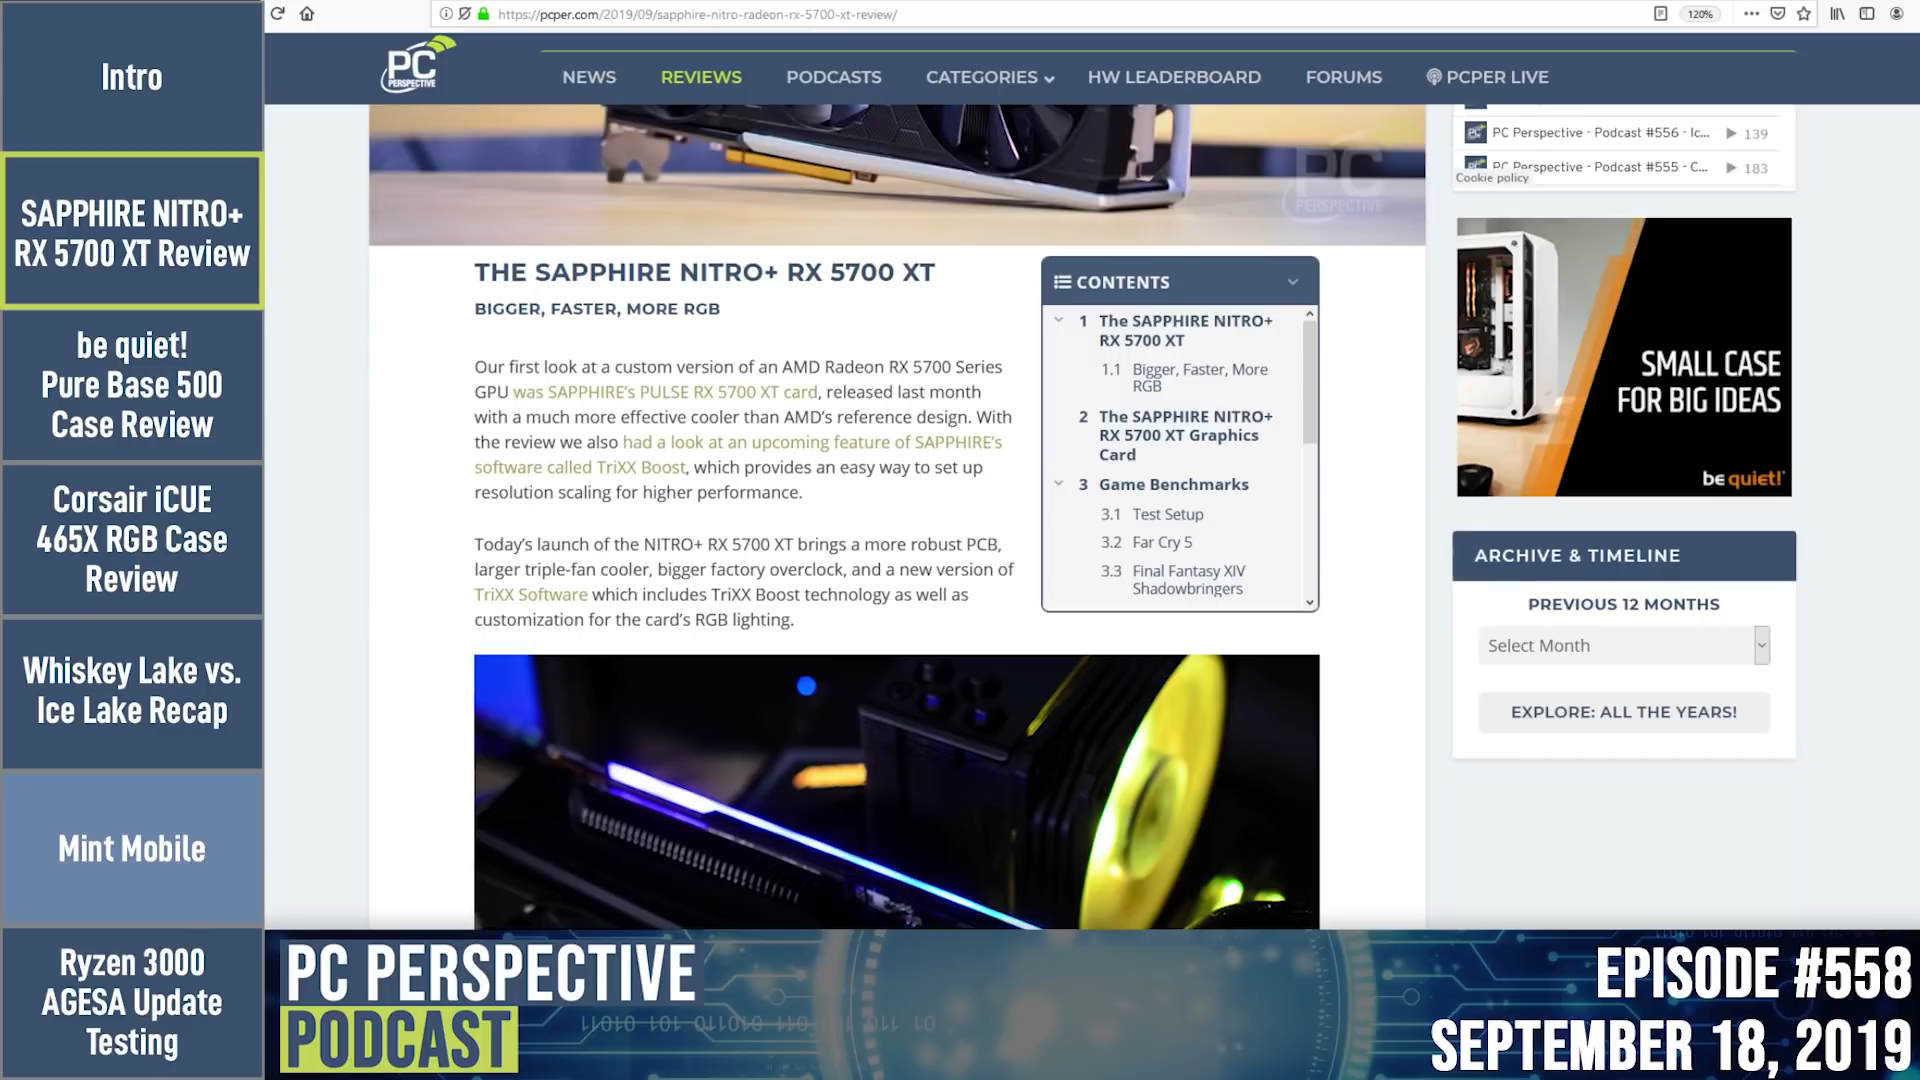 Intro
SAPPHIRE NITRO+
RX 5700 XT Review
be quiet!
Pure Base 500
Case Review
Corsair iCUE
465X RGB Case
Review
Whiskey Lake vs.
Ice Lake Recap
Mint Mobile
Ryzen 3000
AGESA Update
Testing
https://pcper.com/2019/09/sapphire-nitro-radeon-rx-5700-xt-review/
120%
PC
PERSPECTIVE
NEWS
REVIEWS
PODCASTS
CATEGORIES
HW LEADERBOARD
FORUMS
PCPER LIVE
PC
PERSPECTIVE
THE SAPPHIRE NITRO+ RX 5700 XT
BIGGER, FASTER, MORE RGB
Our first look at a custom version of an AMD Radeon RX 5700 Series
GPU was SAPPHIRE's PULSE RX 5700 XT card, released last month
with a much more effective cooler than AMD's reference design. With
the review we also had a look at an upcoming feature of SAPPHIRE's
software called TriXX Boost, which provides an easy way to set up
resolution scaling for higher performance.
Today's launch of the NITRO+ RX 5700 XT brings a more robust PCB,
larger triple-fan cooler, bigger factory overclock, and a new version of
TriXX Software which includes TriXX Boost technology as well as
customization for the card's RGB lighting.
CONTENTS
1 The SAPPHIRE NITRO+
RX 5700 XT
1.1 Bigger, Faster, More
RGB
2 The SAPPHIRE NITRO+
RX 5700 XT Graphics
Card
3 Game Benchmarks
3.1 Test Setup
3.2 Far Cry 5
3.3 Final Fantasy XIV
Shadowbringers
PC Perspective - Podcast #556 - Ic... 139
PC Perspective - Podcast #555 - C... 183
Cookie policy
SMALL CASE
FOR BIG IDEAS
be quiet!
ARCHIVE & TIMELINE
PREVIOUS 12 MONTHS
Select Month
EXPLORE: ALL THE YEARS!
PC PERSPECTIVE
PODCAST
EPISODE #558
SEPTEMBER 18, 2019